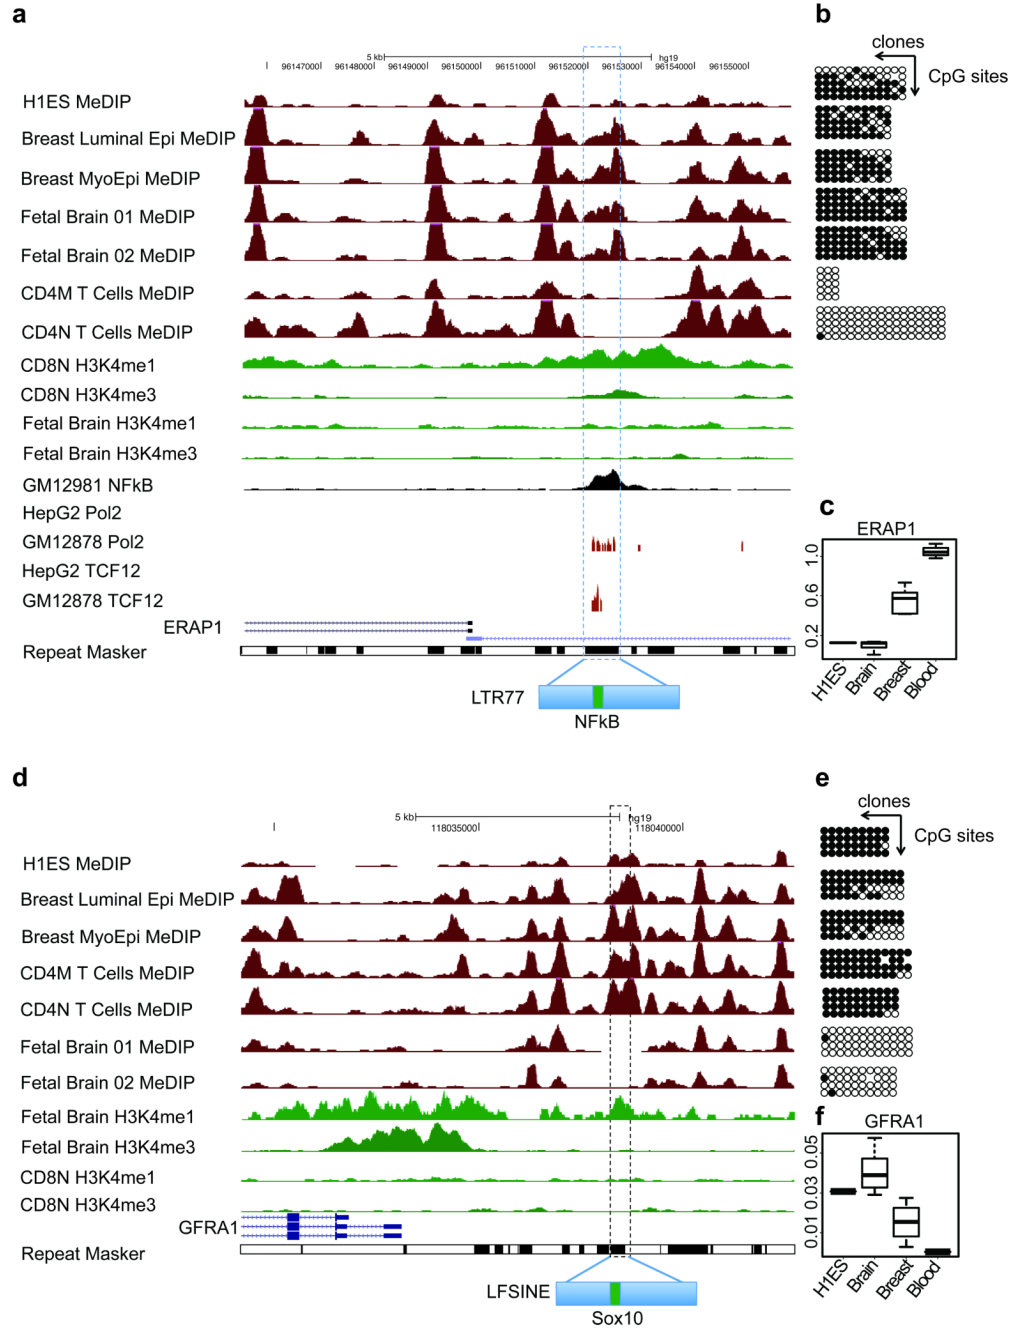 a
b
clones
CpG sites
5 kb
hg19
96147000 96148000 96149000 96150000 96151000 96152000 96153000 96154000 96155000
H1ES MeDIP
Breast Luminal Epi MeDIP
Breast MyoEpi MeDIP
Fetal Brain 01 MeDIP
Fetal Brain 02 MeDIP
CD4M T Cells MeDIP
CD4N T Cells MeDIP
CD8N H3K4me1
CD8N H3K4me3
Fetal Brain H3K4me1
Fetal Brain H3K4me3
GM12981 NFkB
HepG2 Pol2
GM12878 Pol2
HepG2 TCF12
GM12878 TCF12
ERAP1
Repeat Masker
LTR77
NFkB
c
ERAP1
1.0
0.6
0.2
H1ES
Brain
Breast
Blood
d
e
clones
CpG sites
5 kb
hg19
118035000 118040000
H1ES MeDIP
Breast Luminal Epi MeDIP
Breast MyoEpi MeDIP
CD4M T Cells MeDIP
CD4N T Cells MeDIP
Fetal Brain 01 MeDIP
Fetal Brain 02 MeDIP
Fetal Brain H3K4me1
Fetal Brain H3K4me3
CD8N H3K4me1
CD8N H3K4me3
GFRA1
Repeat Masker
LFSINE
Sox10
f
GFRA1
0.05
0.03
0.01
H1ES
Brain
Breast
Blood